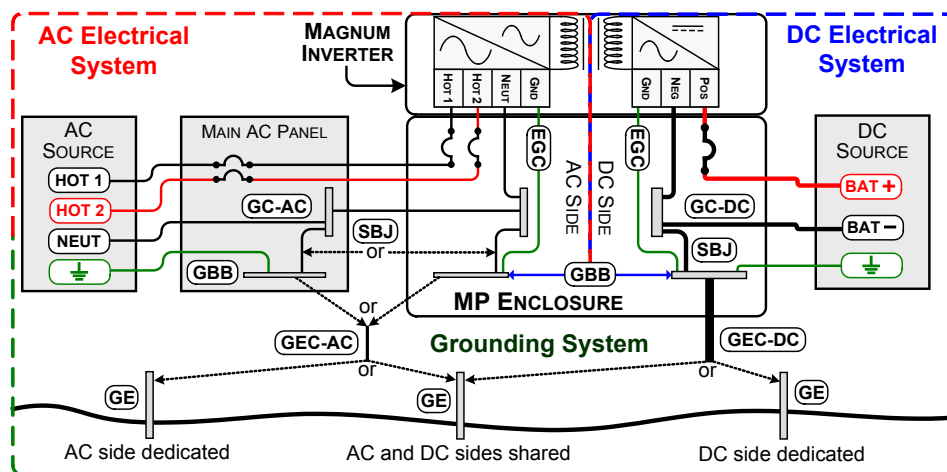 AC Electrical
System
MAGNUM
INVERTER
DC Electrical
System
HOT 1
HOT 2
NEUT
GND
GND
NEG
POS
AC
SOURCE
HOT 1
HOT 2
NEUT
MAIN AC PANEL
GC-AC
SBJ
or
GBB
EGC
AC SIDE
DC SIDE
EGC
GC-DC
SBJ
GBB
MP ENCLOSURE
DC
SOURCE
BAT +
BAT –
or
GEC-AC
or
Grounding System
GEC-DC
or
GE
GE
GE
AC side dedicated
AC and DC sides shared
DC side dedicated